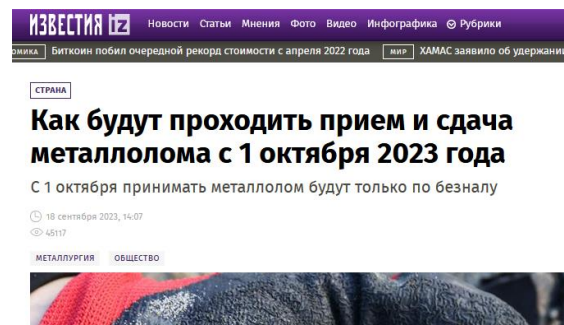 ИЗВЕСТИЯ iz Новости Статьи Мнения Фото Видео Инфографика Рубрики
ОМИКА Биткоин побил очередной рекорд стоимости с апреля 2022 года МИР ХАМАС заявило об удержани
СТРАНА
Как будут проходить прием и сдача
металлолома с 1 октября 2023 года
С 1 октября принимать металлолом будут только по безналу
18 сентября 2023, 14:07
45117
МЕТАЛЛУРГИЯ ОБЩЕСТВО